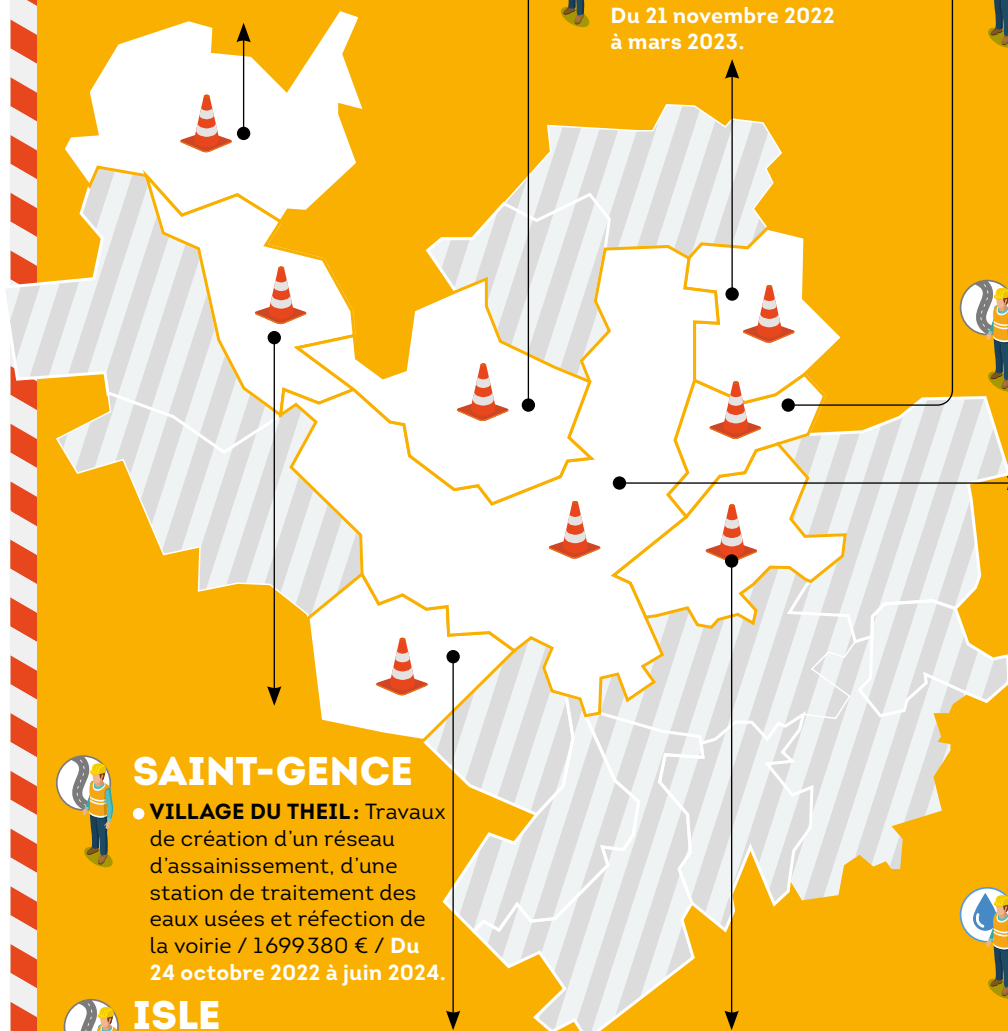 Du 21 novembre 2022
à mars 2023.
SAINT-GENCE
VILLAGE DU THEIL : Travaux
de création d'un réseau
d'assainissement, d'une
station de traitement des
eaux usées et réfection de
la voirie / 1 699 380 € / Du
24 octobre 2022 à juin 2024.
ISLE